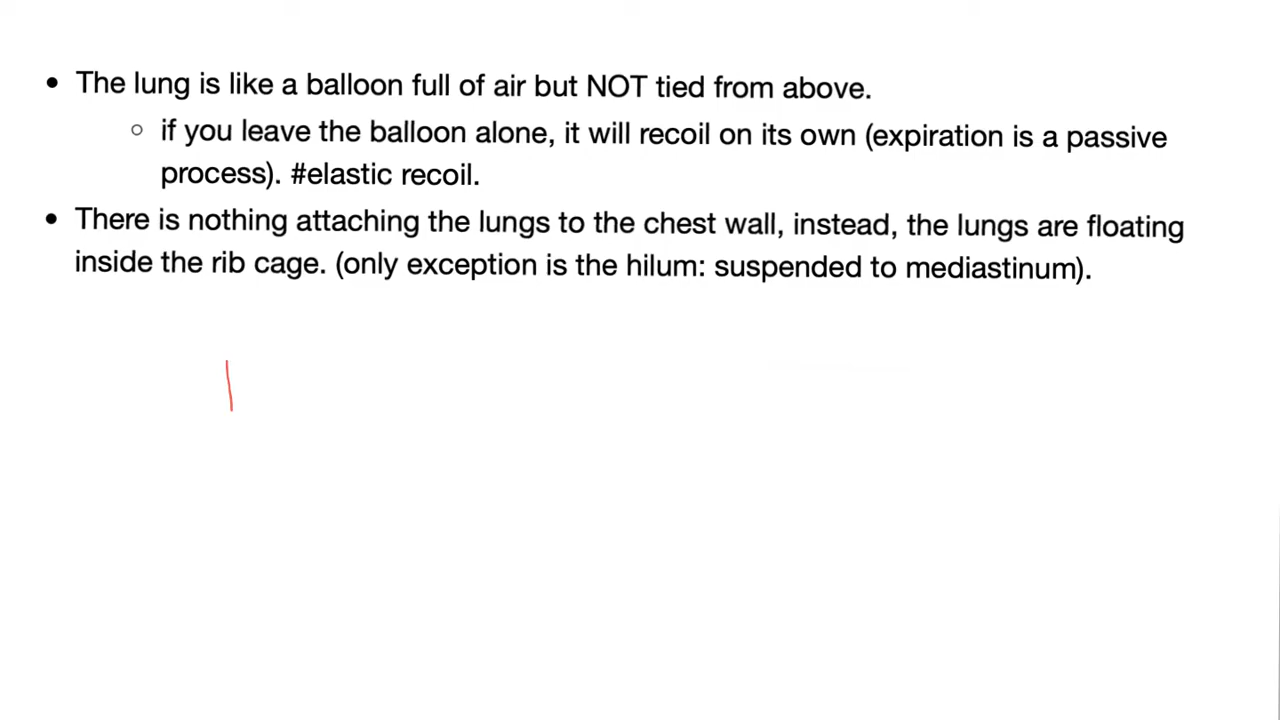 • The lung is like a balloon full of air but NOT tied from above.
○ if you leave the balloon alone, it will recoil on its own (expiration is a passive
process). #elastic recoil.
• There is nothing attaching the lungs to the chest wall, instead, the lungs are floating
inside the rib cage. (only exception is the hilum: suspended to mediastinum).